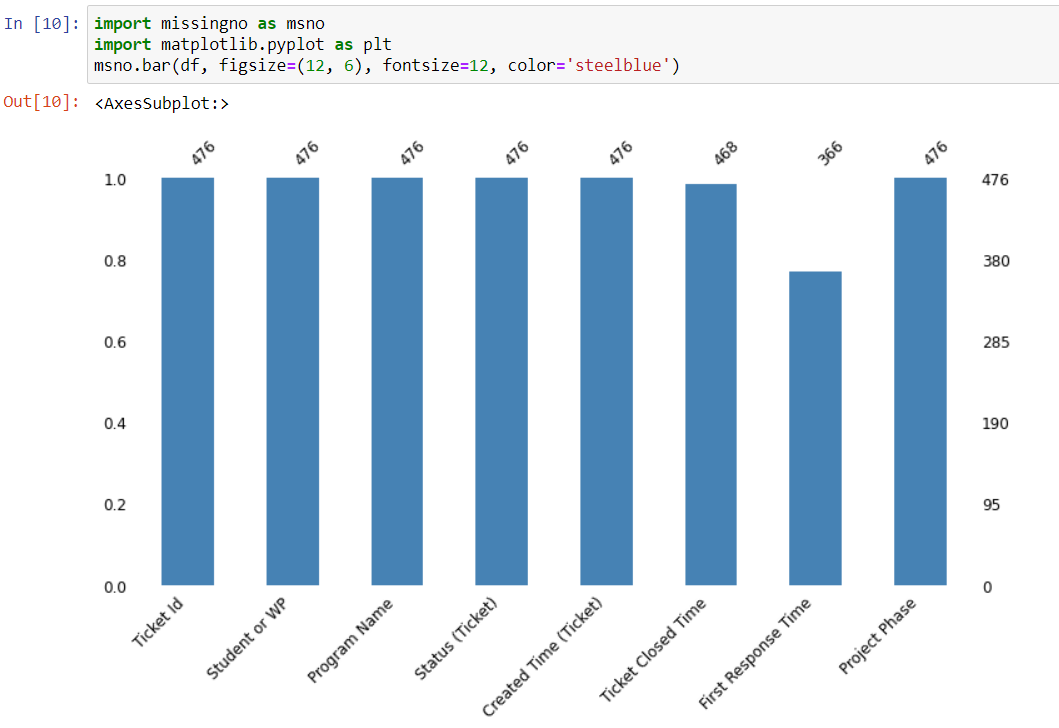 In [10]: import missingno as msno
import matplotlib.pyplot as plt
msno.bar(df, figsize=(12, 6), fontsize=12, color='steelblue')
Out[10]: <AxesSubplot:>
476 476 476 476 476 468 366 476
1.0 476
0.8 380
0.6 285
0.4 190
0.2 95
0.0 0
Ticket Id
Student or WP
Program Name
Status (Ticket)
Created Time (Ticket)
Ticket Closed Time
First Response Time
Project Phase